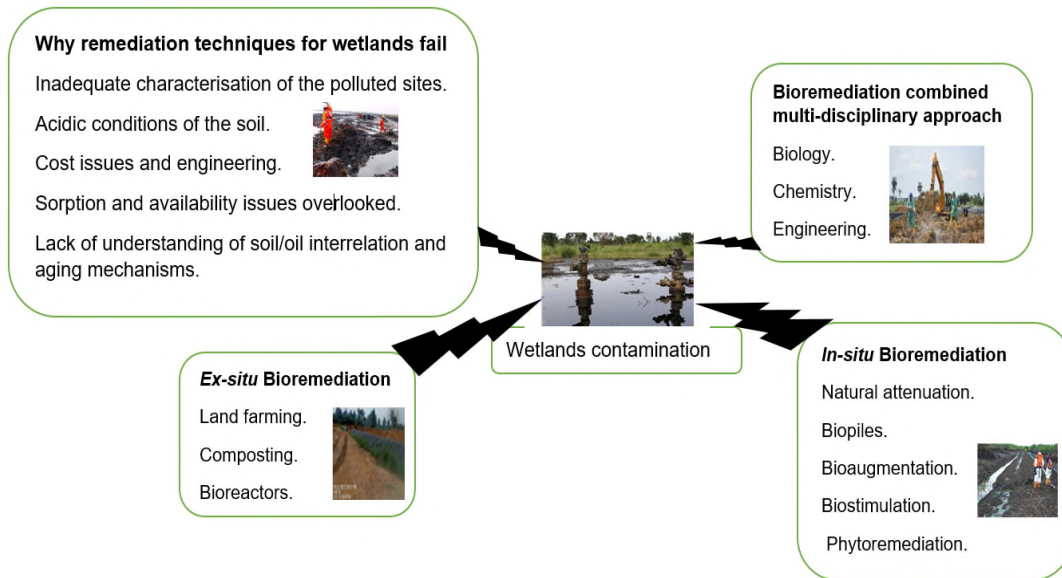 Why remediation techniques for wetlands fail
Inadequate characterisation of the polluted sites.
Acidic conditions of the soil.
Cost issues and engineering.
Sorption and availability issues overlooked.
Lack of understanding of soil/oil interrelation and
aging mechanisms.
Bioremediation combined
multi-disciplinary approach
Biology.
Chemistry.
Engineering.
Wetlands contamination
Ex-situ Bioremediation
Land farming.
Composting.
Bioreactors.
In-situ Bioremediation
Natural attenuation.
Biopiles.
Bioaugmentation.
Biostimulation.
Phytoremediation.